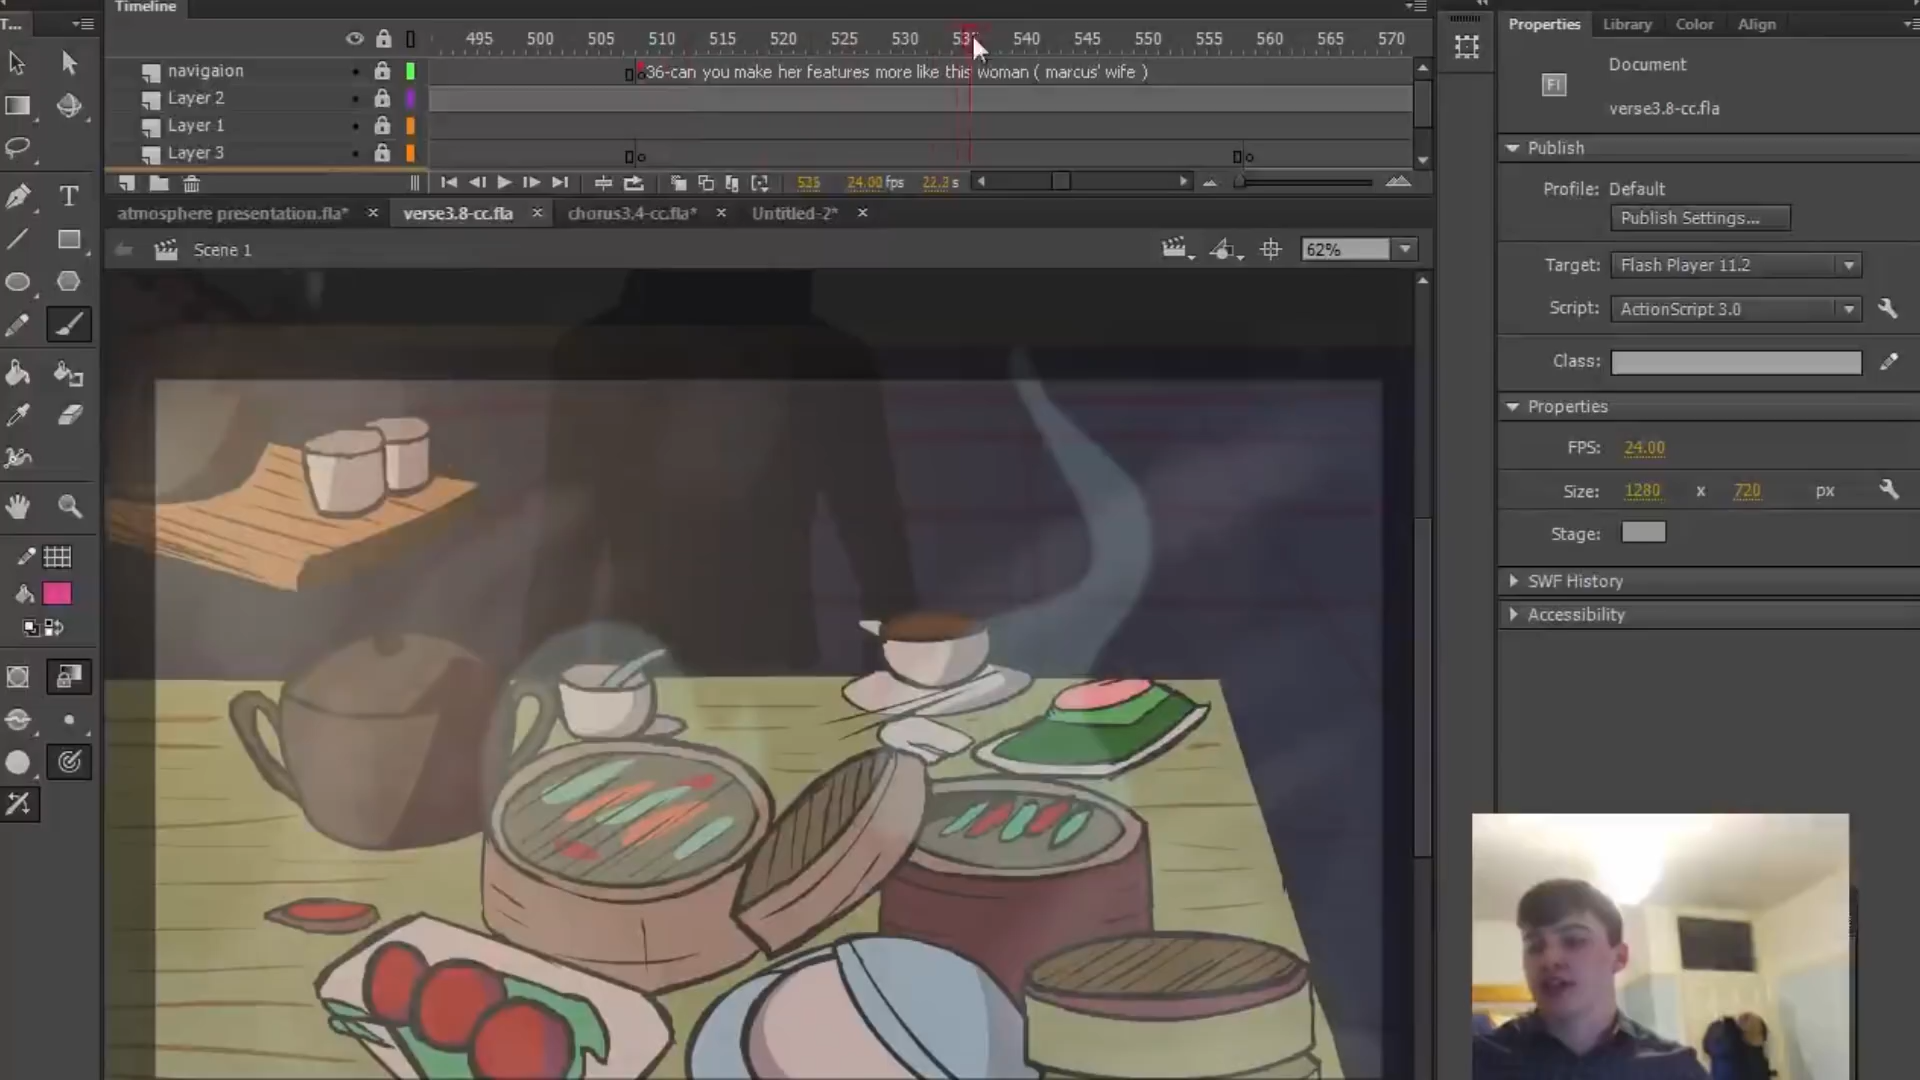 Timeline
T...
495 500 505 510 515 520 525 530 535 540 545 550 555 560 565 570
navigaion
36-can you make her features more like this woman ( marcus' wife )
Layer 2
Layer 1
Layer 3
535 24.00 fps 22.3 s
atmosphere presentation.fla*
verse3.8-cc.fla
chorus3.4-cc.fla*
Untitled-2*
Scene 1
62%
Properties Library Color Align
Document
Fl
verse3.8-cc.fla
Publish
Profile: Default
Publish Settings...
Target: Flash Player 11.2
Script: ActionScript 3.0
Class:
Properties
FPS: 24.00
Size: 1280 x 720 px
Stage:
SWF History
Accessibility